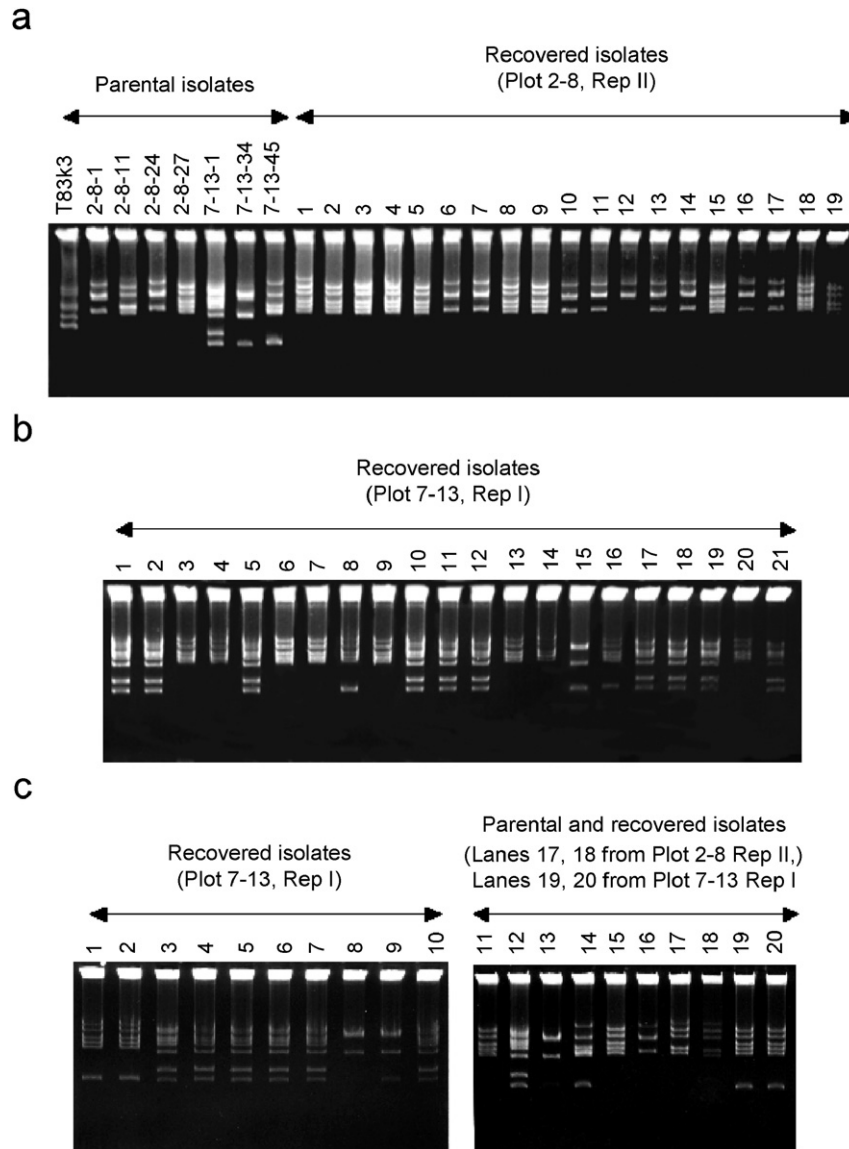 a
Parental isolates
Recovered isolates
(Plot 2-8, Rep II)
T83k3 2-8-1 2-8-11 2-8-24 2-8-27 7-13-1 7-13-34 7-13-45 1 2 3 4 5 6 7 8 9 10 11 12 13 14 15 16 17 18 19
b
Recovered isolates
(Plot 7-13, Rep I)
1 2 3 4 5 6 7 8 9 10 11 12 13 14 15 16 17 18 19 20 21
c
Recovered isolates
(Plot 7-13, Rep I)
1 2 3 4 5 6 7 8 9 10
Parental and recovered isolates
(Lanes 17, 18 from Plot 2-8 Rep II,)
Lanes 19, 20 from Plot 7-13 Rep I
11 12 13 14 15 16 17 18 19 20